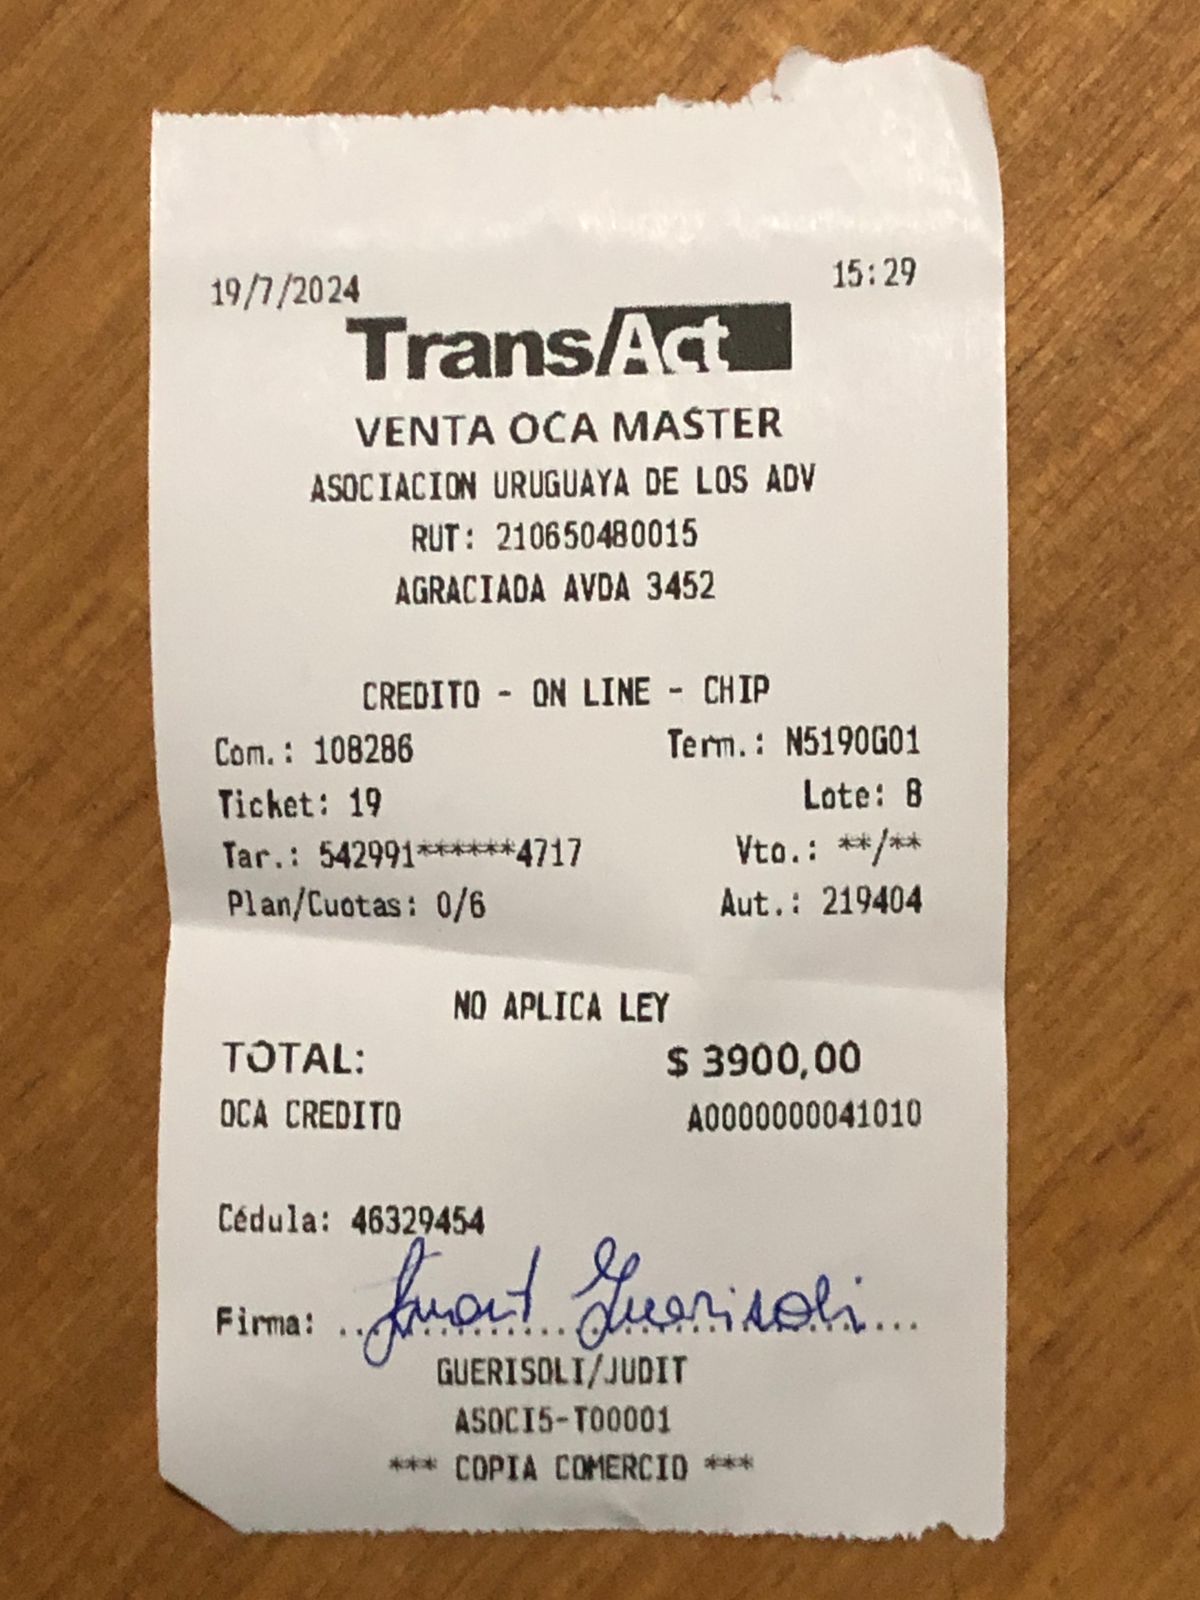 19/7/2024 15:29
TransAct
VENTA OCA MASTER
ASOCIACION URUGUAYA DE LOS ADV
RUT: 210650480015
AGRACIADA AVDA 3452
CREDITO - ON LINE - CHIP
Com.: 108286 Term.: N5190G01
Ticket: 19 Lote: 8
Tar.: 542991******4717 Vto.: **/**
Plan/Cuotas: 0/6 Aut.: 219404
NO APLICA LEY
TOTAL: $ 3900,00
OCA CREDITO A0000000041010
Cédula: 46329454
Firma: .. Guerisoli ...
GUERISOLI/JUDIT
ASOCI5-T00001
*** COPIA COMERCIO ***